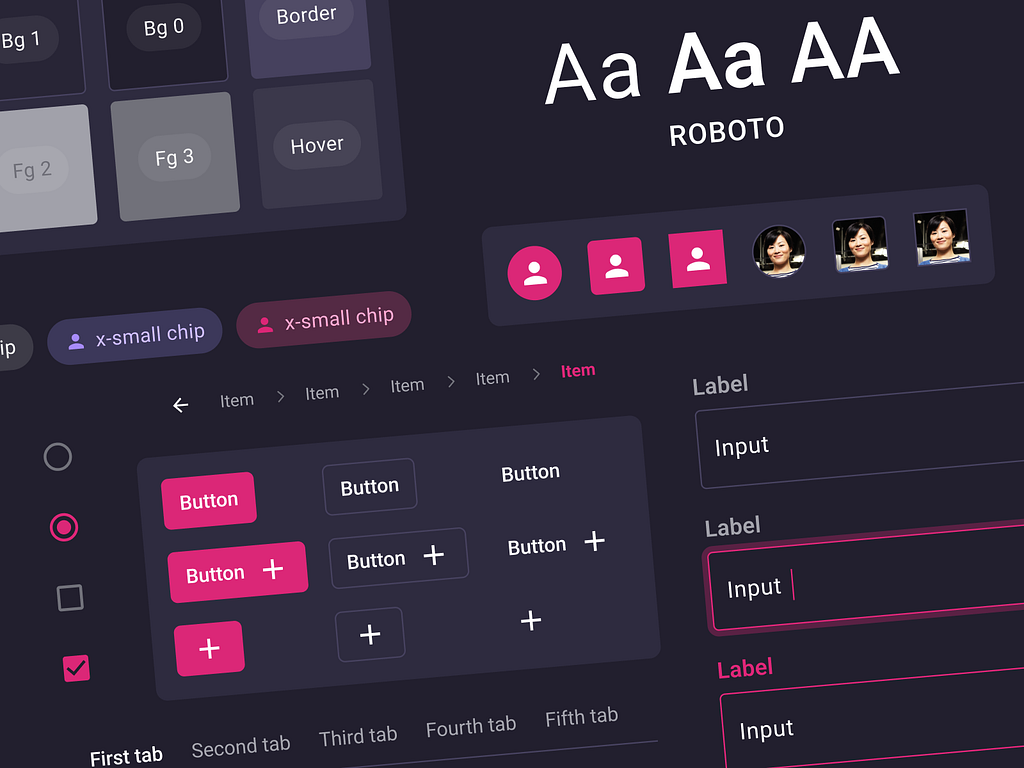 Bg 1
Bg 0
Border
Fg 2
Fg 3
Hover
Aa Aa AA
ROBOTO
ip
x-small chip
x-small chip
Item
Item
Item
Item
Item
Button
Button
Button
Button
Button
Button
First tab
Second tab
Third tab
Fourth tab
Fifth tab
Label
Input
Label
Input
Label
Input